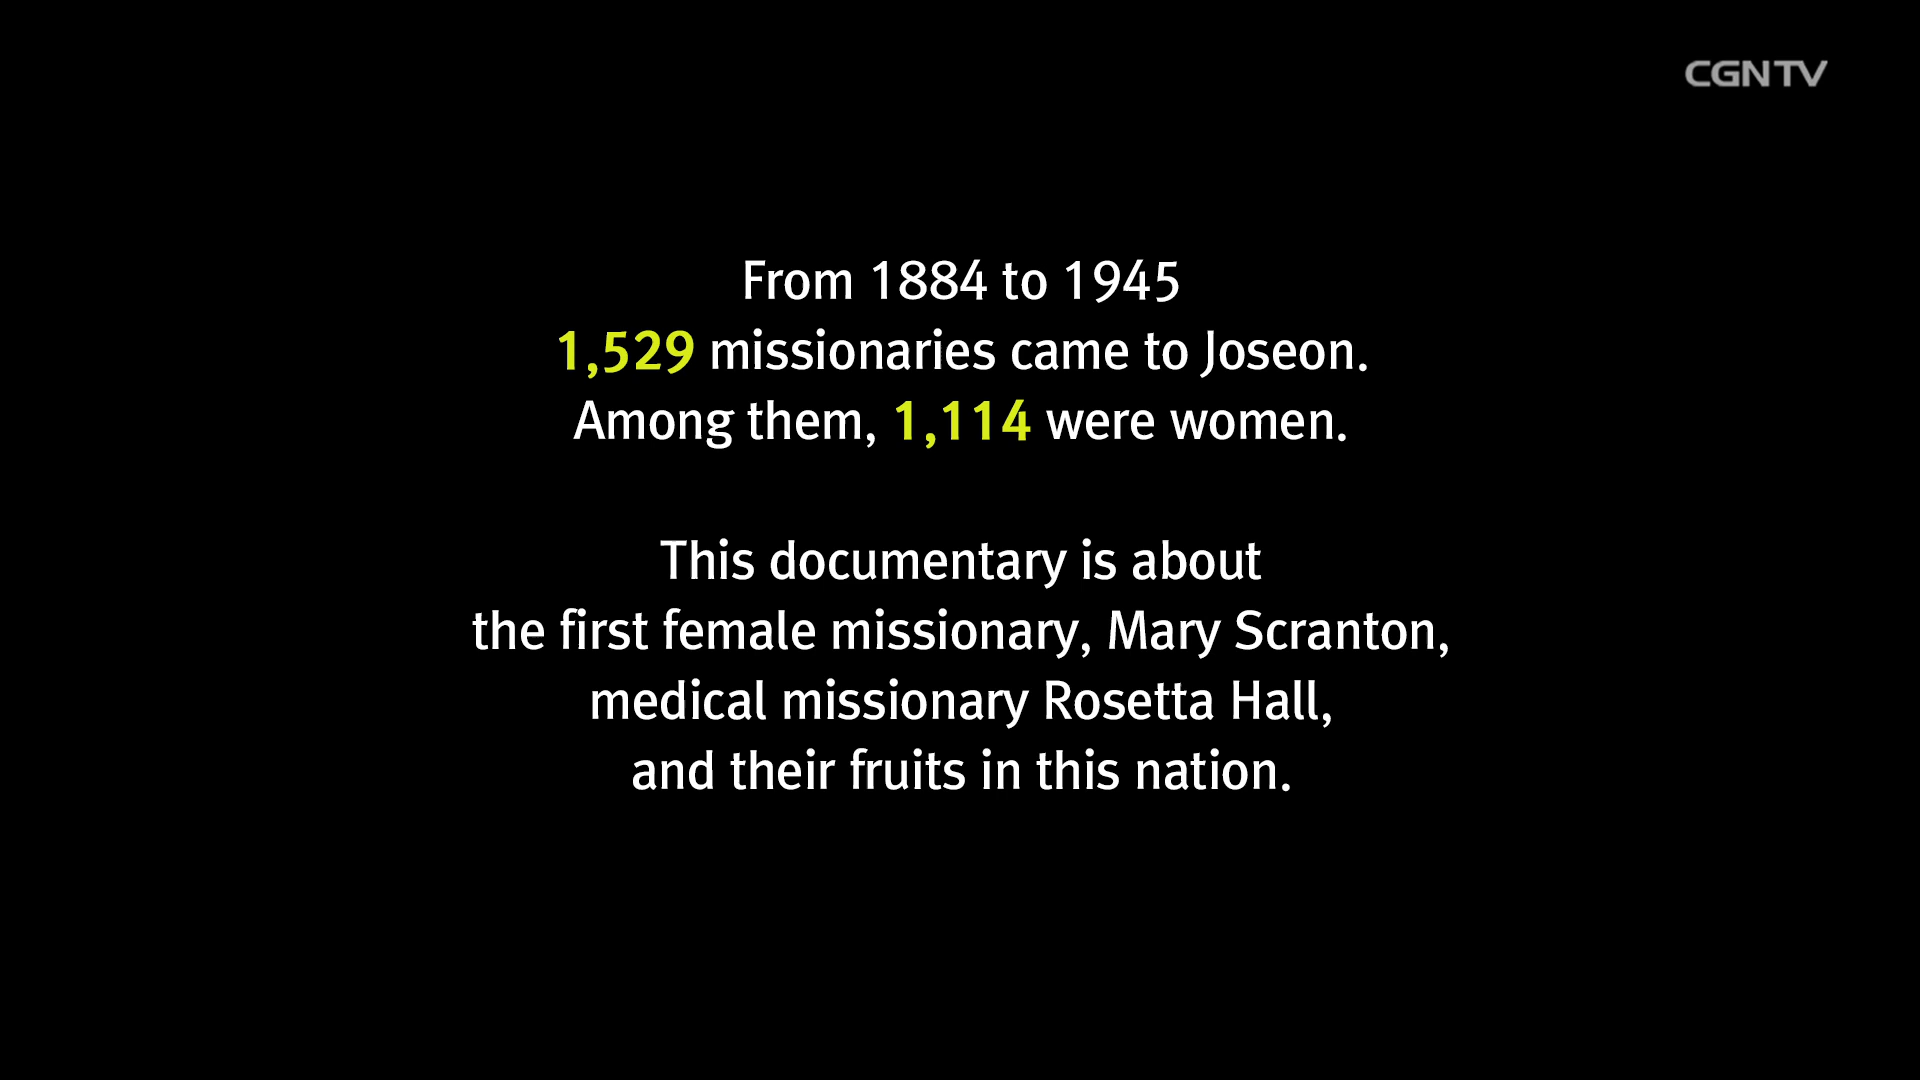 CGNTV
From 1884 to 1945
1,529 missionaries came to Joseon.
Among them, 1,114 were women.
This documentary is about
the first female missionary, Mary Scranton,
medical missionary Rosetta Hall,
and their fruits in this nation.